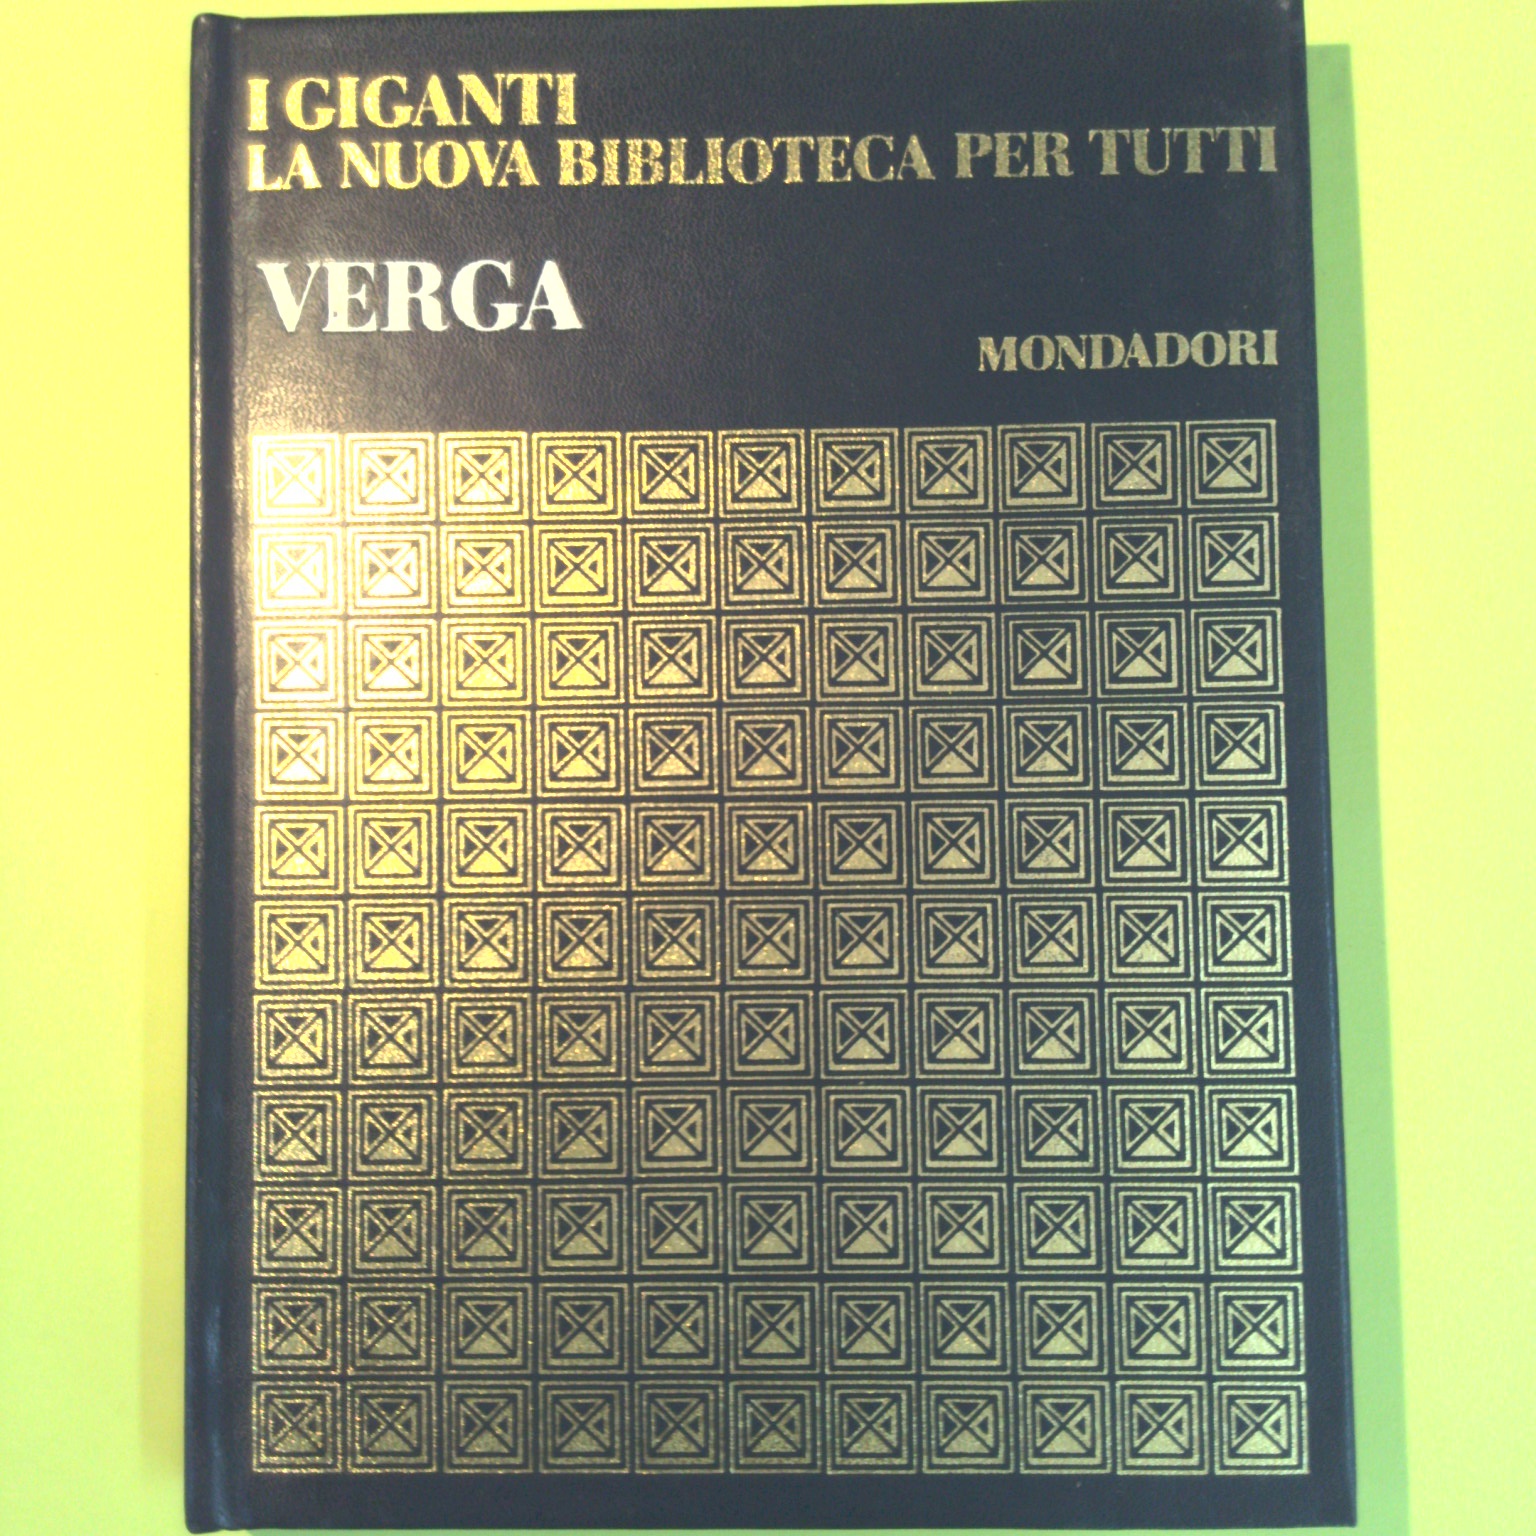 I GIGANTI
LA NUOVA BIBLIOTECA PER TUTTI
VERGA
MONDADORI